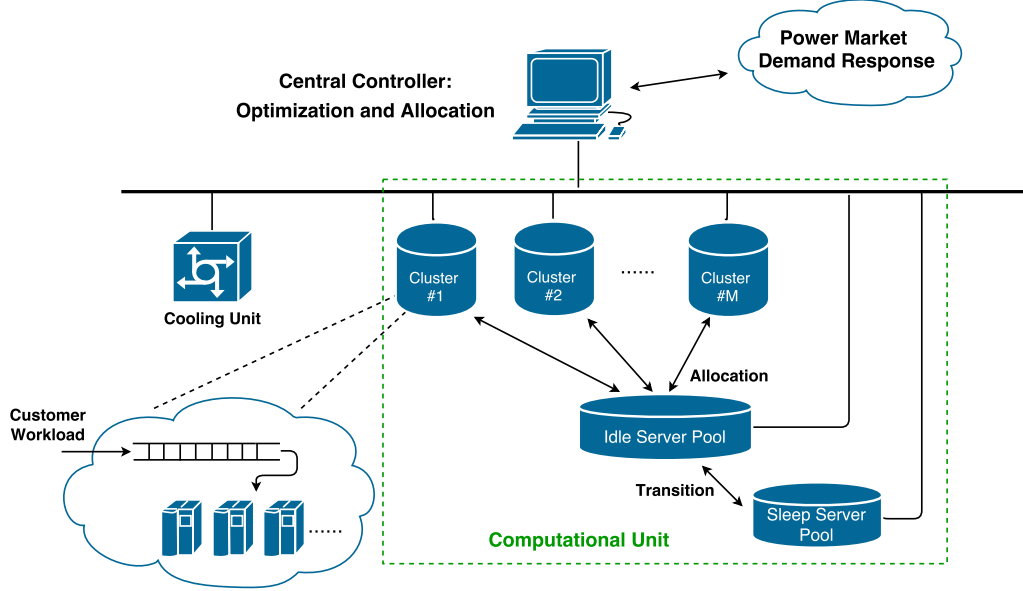 Power Market
Demand Response
Central Controller:
Optimization and Allocation
Cluster
#1
Cluster
#2
......
Cluster
#M
Cooling Unit
Allocation
Customer
Workload
Idle Server Pool
Transition
Sleep Server
Pool
......
Computational Unit